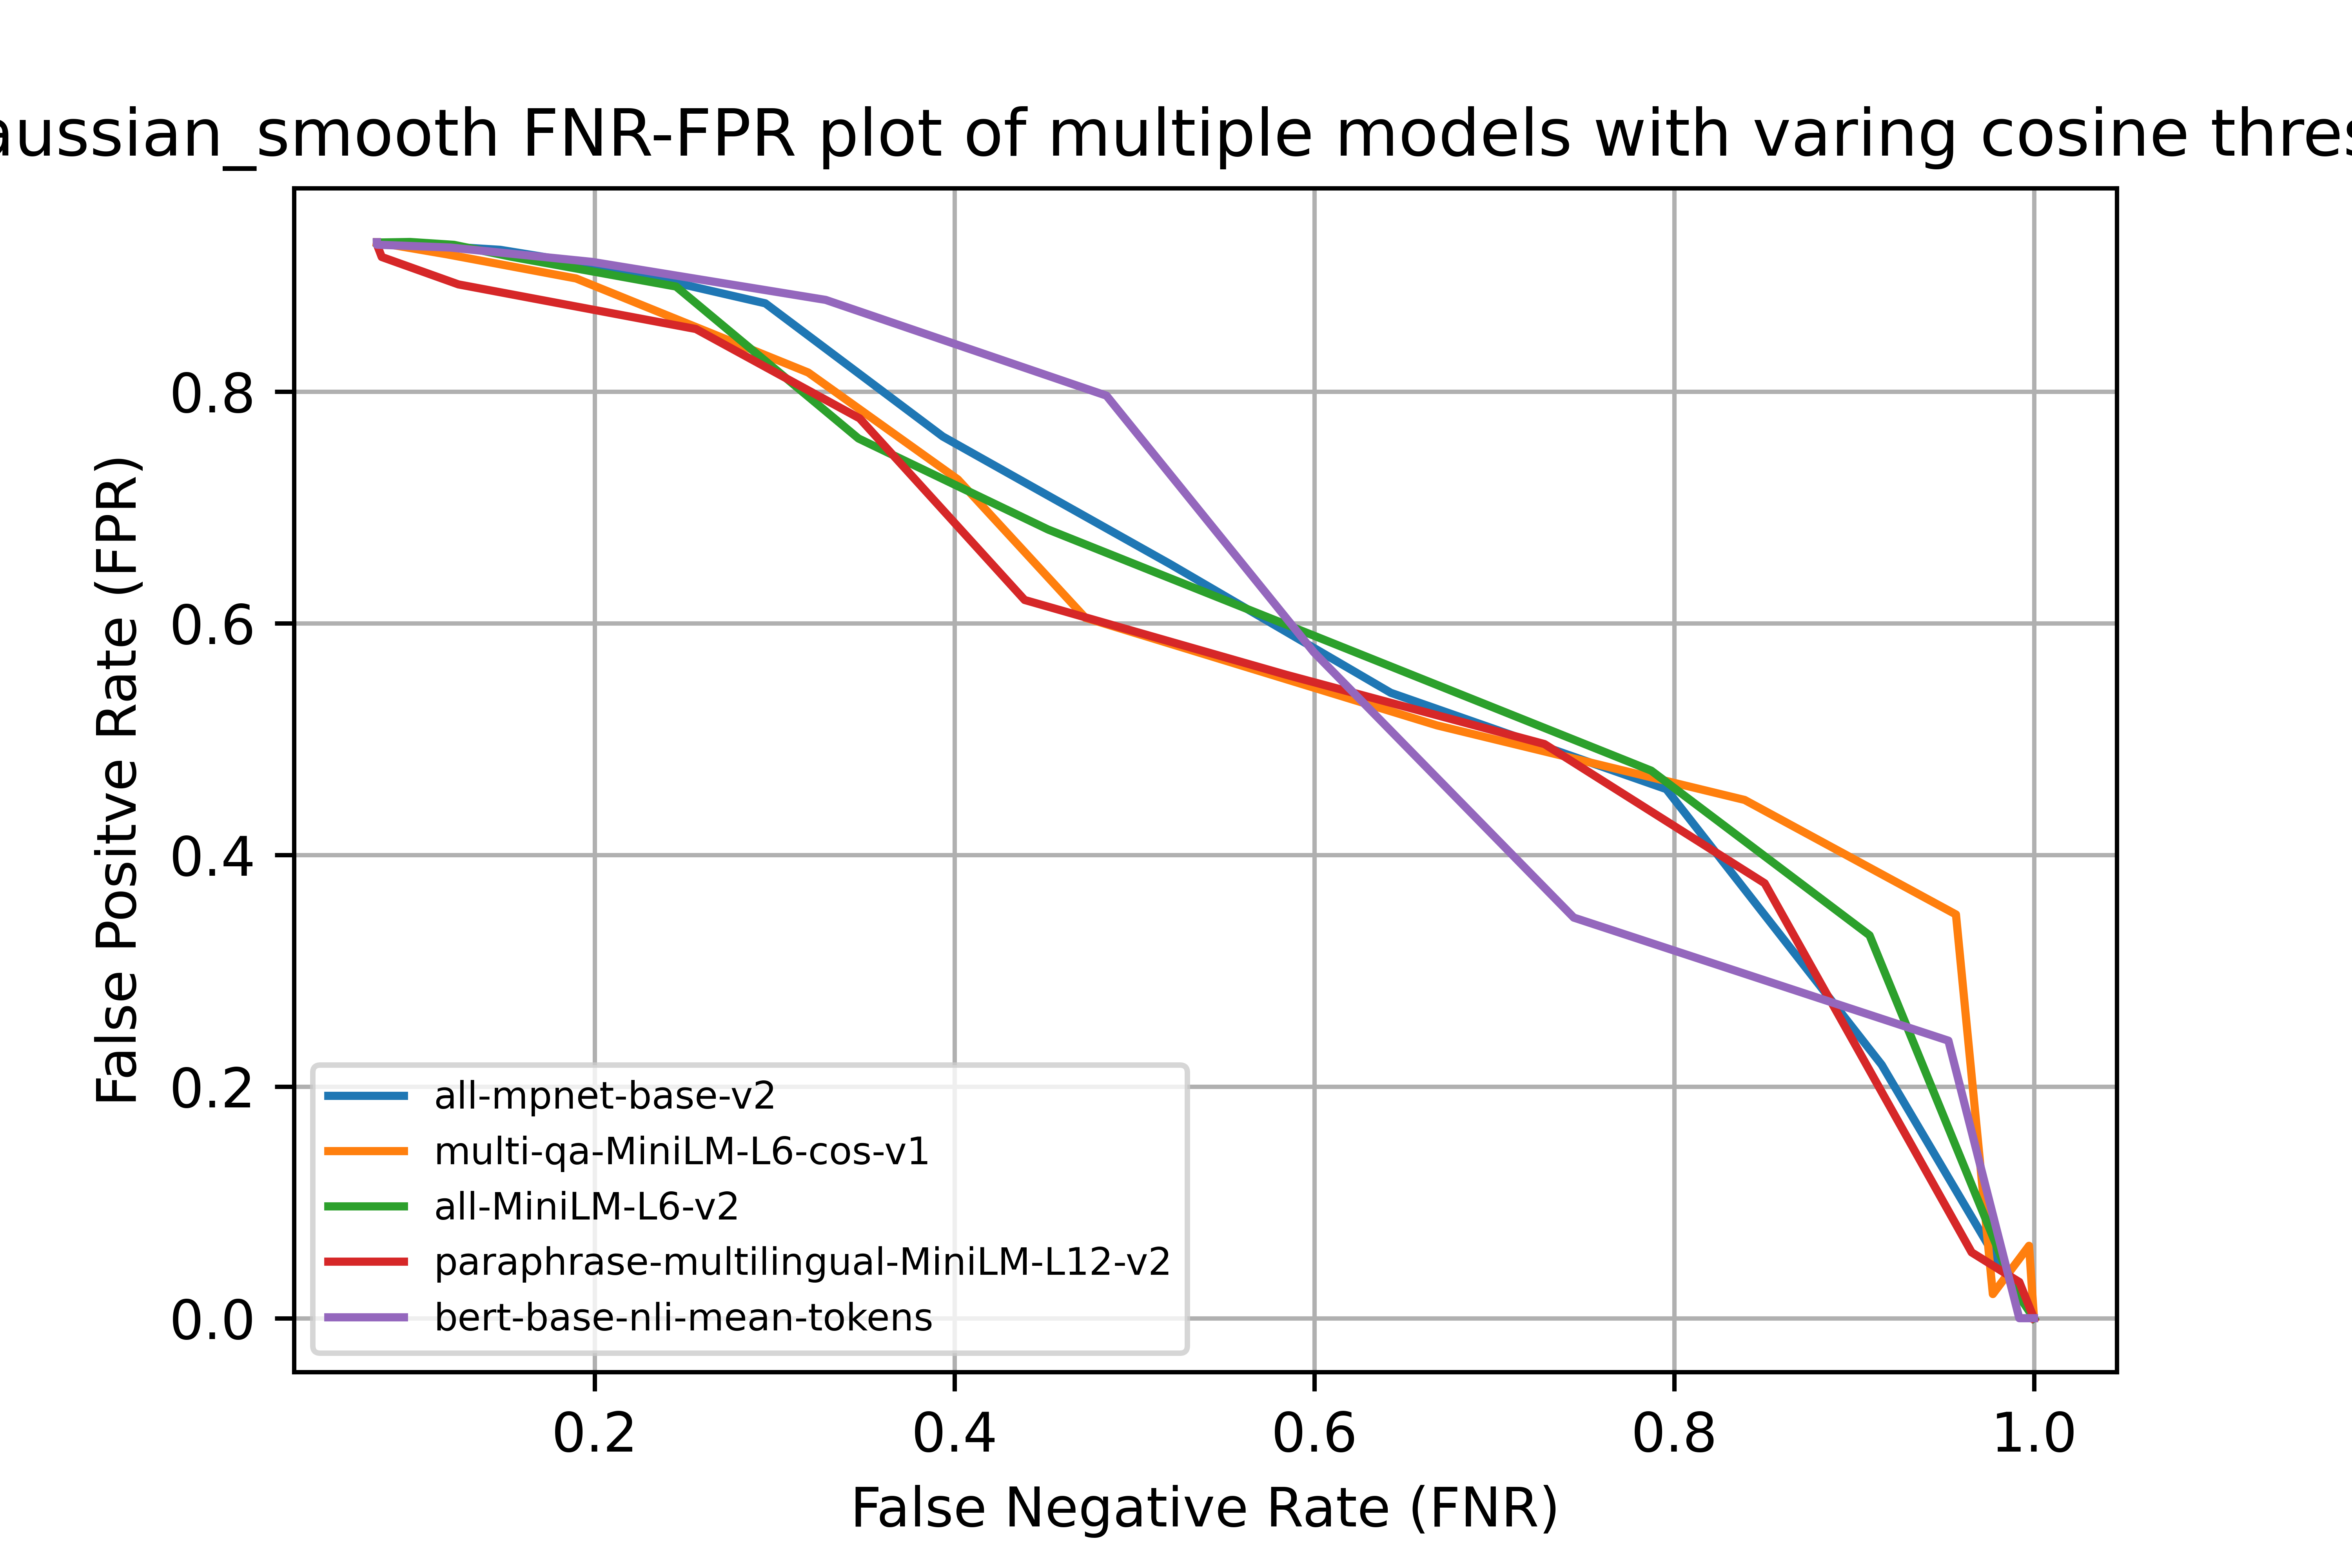 aussian_smooth FNR-FPR plot of multiple models with varing cosine thres
False Positve Rate (FPR)
0.8
0.6
0.4
0.2
0.0
all-mpnet-base-v2
multi-qa-MiniLM-L6-cos-v1
all-MiniLM-L6-v2
paraphrase-multilingual-MiniLM-L12-v2
bert-base-nli-mean-tokens
0.2 0.4 0.6 0.8 1.0
False Negative Rate (FNR)